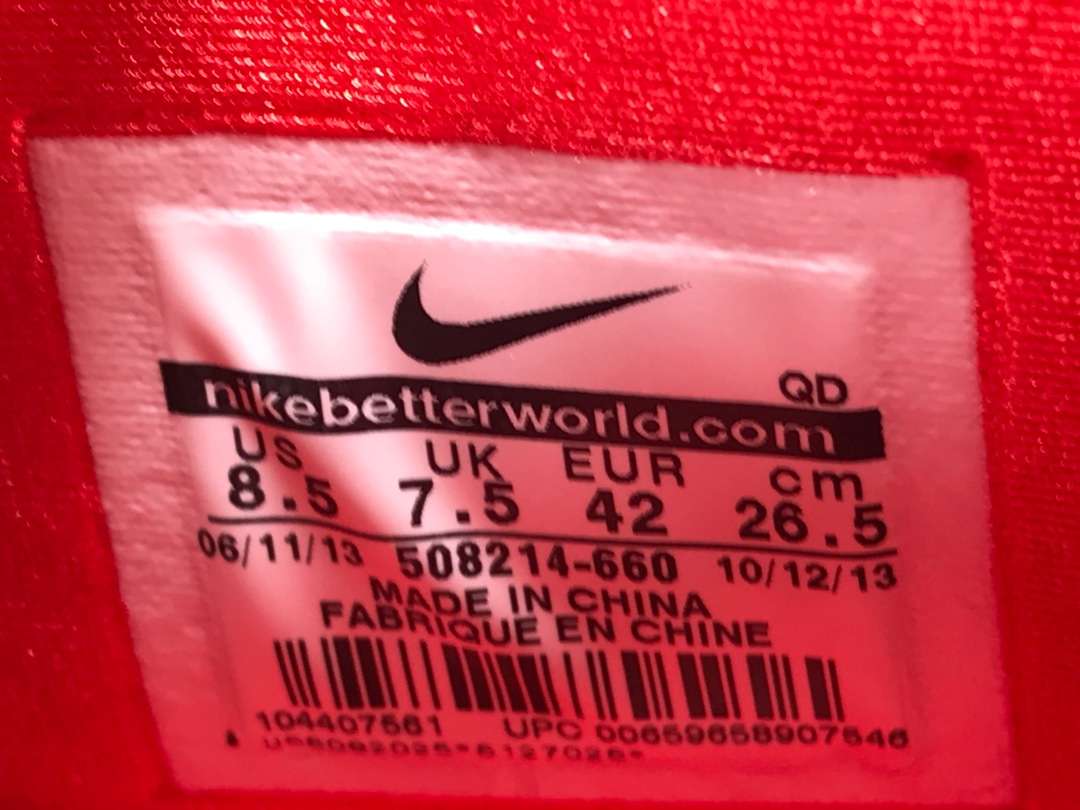 QD
nikebetterworld.com
US UK EUR cm
8.5 7.5 42 26.5
06/11/13 508214-660 10/12/13
MADE IN CHINA
FABRIQUE EN CHINE
104407561 UPC 00659658907546